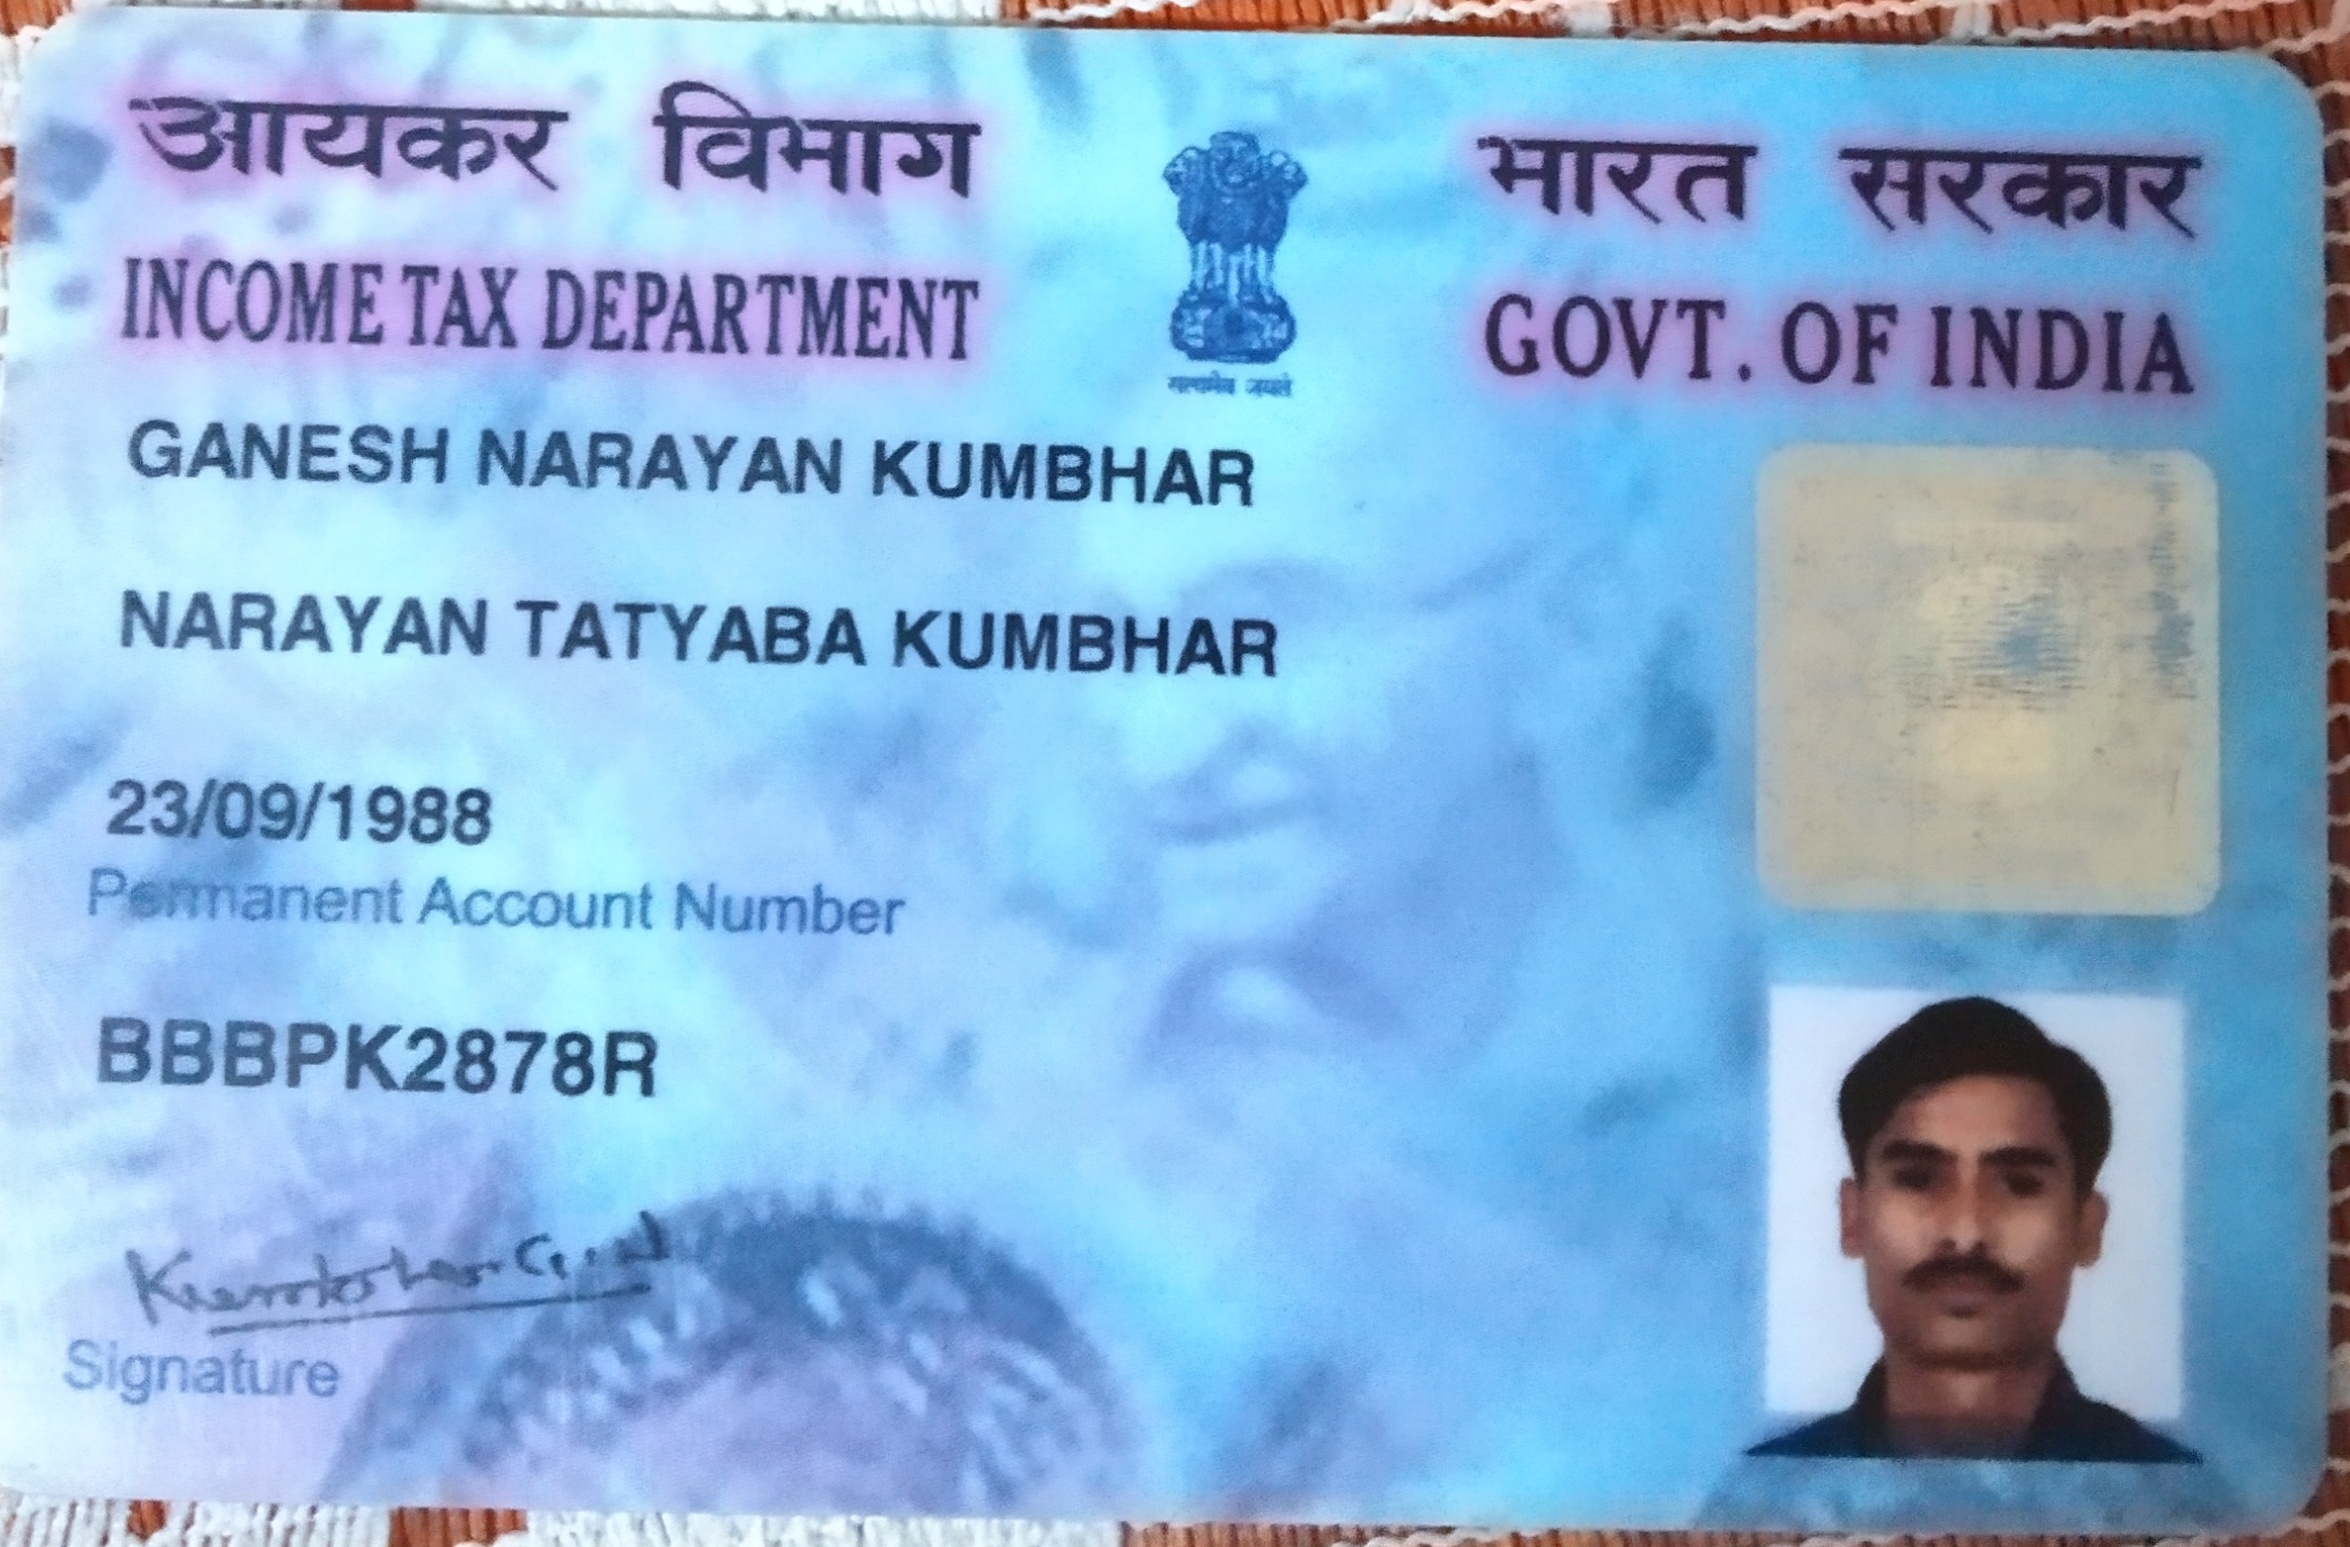 आयकर विभाग
INCOME TAX DEPARTMENT
सत्यमेव जयते
भारत सरकार
GOVT. OF INDIA
GANESH NARAYAN KUMBHAR
NARAYAN TATYABA KUMBHAR
23/09/1988
Permanent Account Number
BBBPK2878R
Kumbhar G. N
Signature